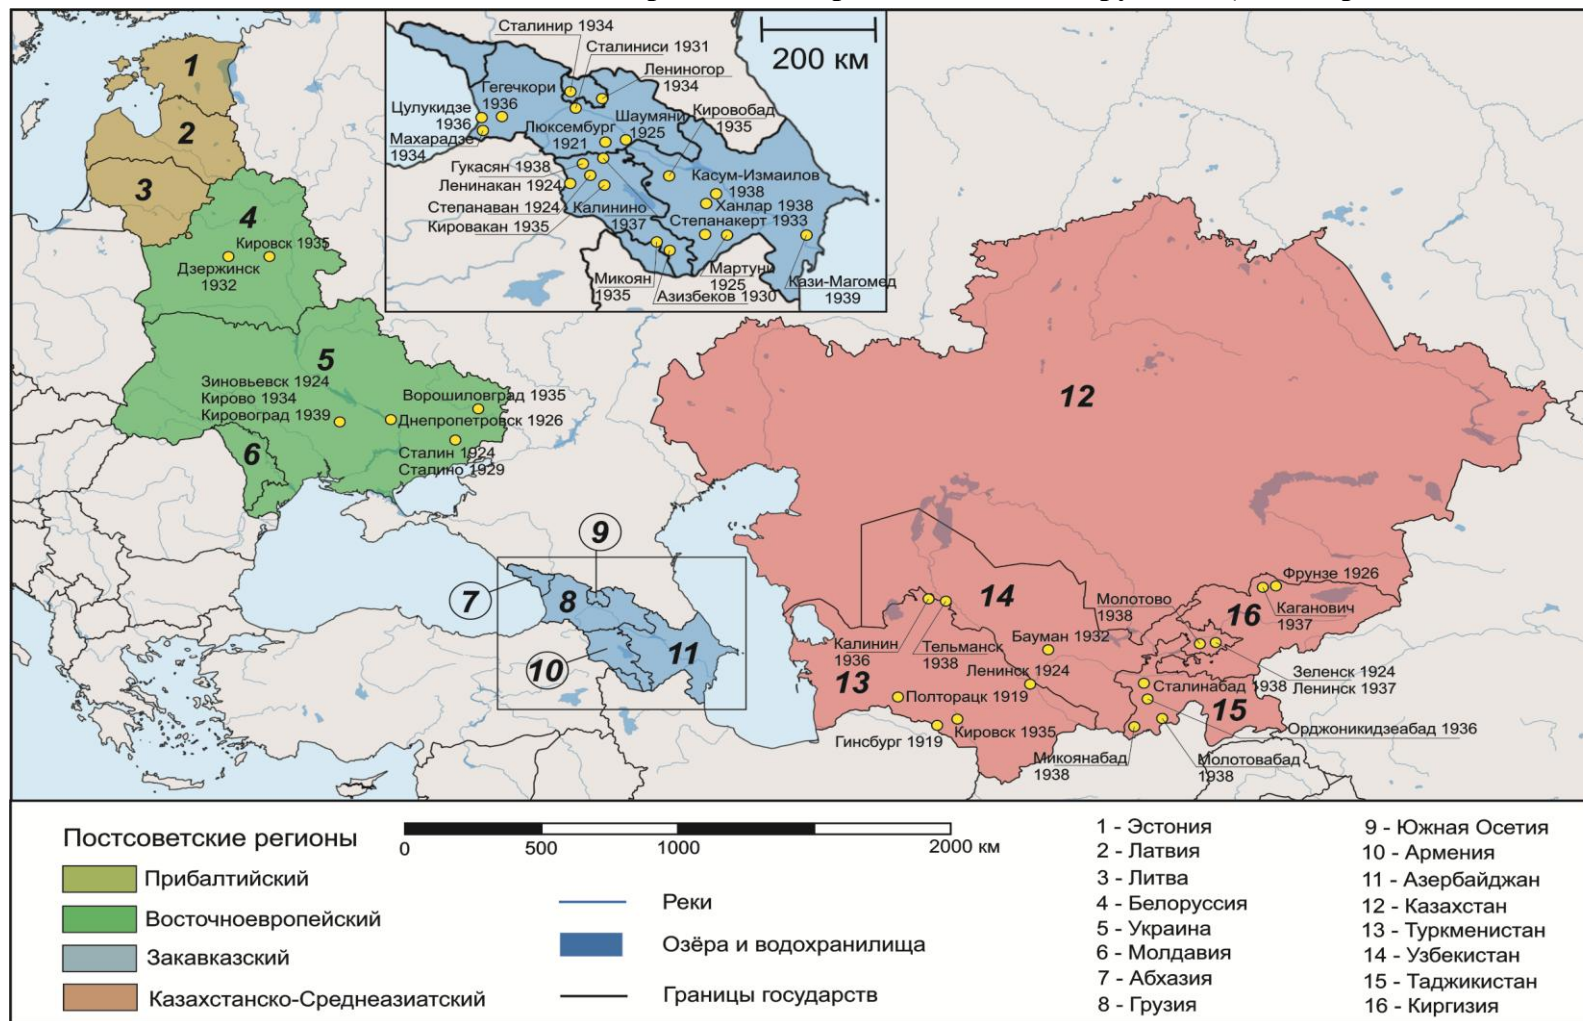 Сталинир 1934
Сталиниси 1931
Лениногор
1934
200 км
Гегечкори
1936
Цулукидзе
1936
Махарадзе
1934
Люксембург
1921
Шаумяни
1925
Кировобад
1935
Гукасян 1938
Ленинакан 1924
Степанаван 1924
Кировакан 1935
Калинино
1937
Касум-Измаилов
1938
Ханлар 1938
Степанакерт 1933
Микоян
1935
Азизбеков 1930
Мартуни
1925
Кази-Магомед
1939
1
2
3
4
Кировск 1935
Дзержинск
1932
5
Зиновьевск 1924
Кирово 1934
Кировоград 1939
Ворошиловград 1935
Днепропетровск 1926
Сталин 1924
Сталино 1929
6
7
8
9
10
11
12
13
14
15
16
Калинин
1936
Тельманск
1938
Бауман 1932
Ленинск 1924
Полторацк 1919
Гинсбург 1919
Кировск 1935
Молотово
1938
Фрунзе 1926
Каганович
1937
Зеленск 1924
Ленинск 1937
Сталинабад 1938
Орджоникидзеабад 1936
Микоянабад
1938
Молотовабад
1938
Постсоветские регионы
Прибалтийский
Восточноевропейский
Закавказский
Казахстанско-Среднеазиатский
0 500 1000 2000 км
Реки
Озёра и водохранилища
Границы государств
1 - Эстония
2 - Латвия
3 - Литва
4 - Белоруссия
5 - Украина
6 - Молдавия
7 - Абхазия
8 - Грузия
9 - Южная Осетия
10 - Армения
11 - Азербайджан
12 - Казахстан
13 - Туркменистан
14 - Узбекистан
15 - Таджикистан
16 - Киргизия